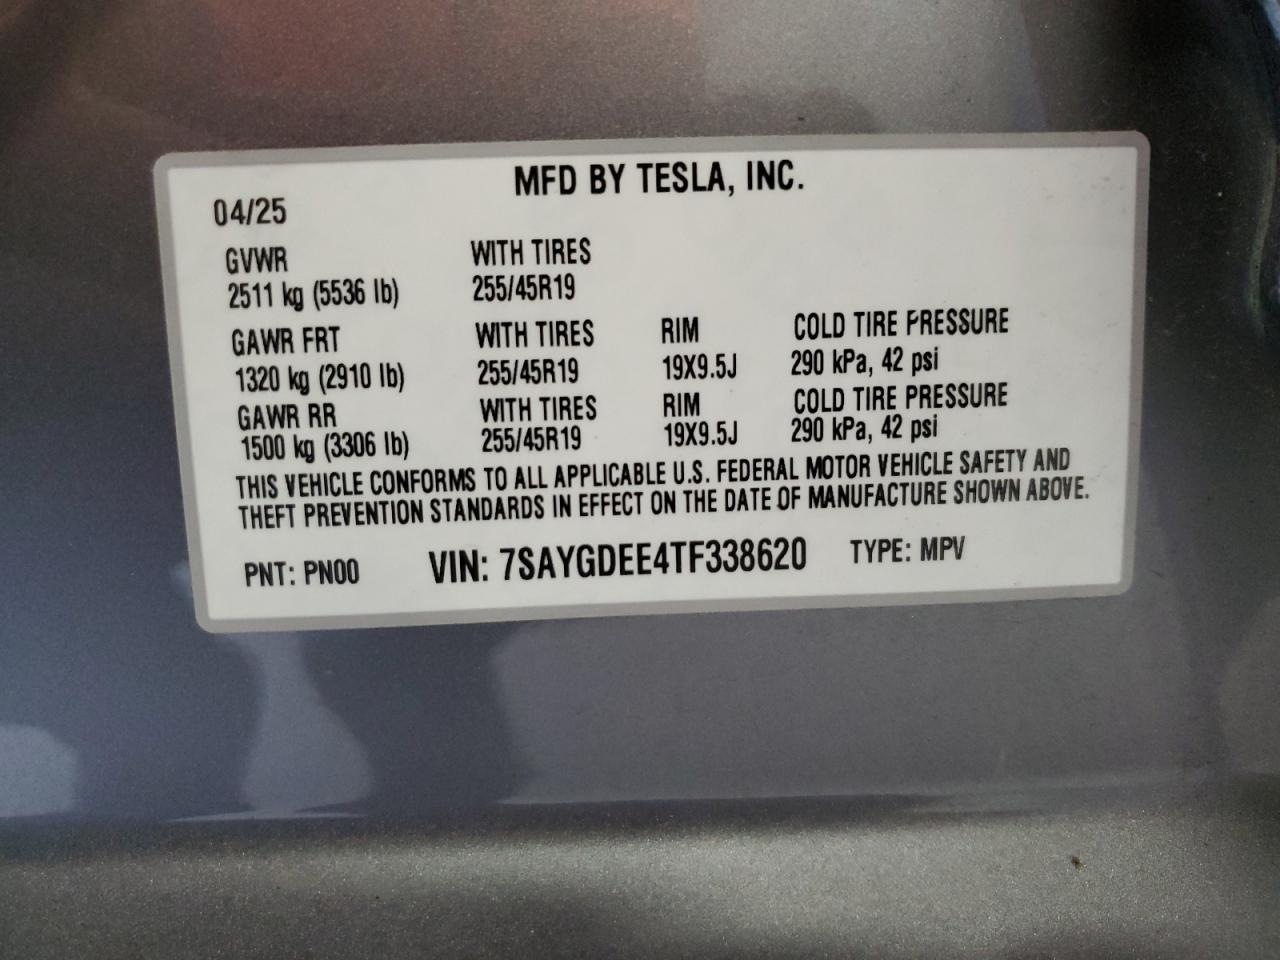 MFD BY TESLA, INC.
04/25
GVWR WITH TIRES
2511 kg (5536 lb) 255/45R19
GAWR FRT WITH TIRES RIM COLD TIRE PRESSURE
1320 kg (2910 lb) 255/45R19 19X9.5J 290 kPa, 42 psi
GAWR RR WITH TIRES RIM COLD TIRE PRESSURE
1500 kg (3306 lb) 255/45R19 19X9.5J 290 kPa, 42 psi
THIS VEHICLE CONFORMS TO ALL APPLICABLE U.S. FEDERAL MOTOR VEHICLE SAFETY AND
THEFT PREVENTION STANDARDS IN EFFECT ON THE DATE OF MANUFACTURE SHOWN ABOVE.
PNT: PN00 VIN: 7SAYGDEE4TF338620 TYPE: MPV